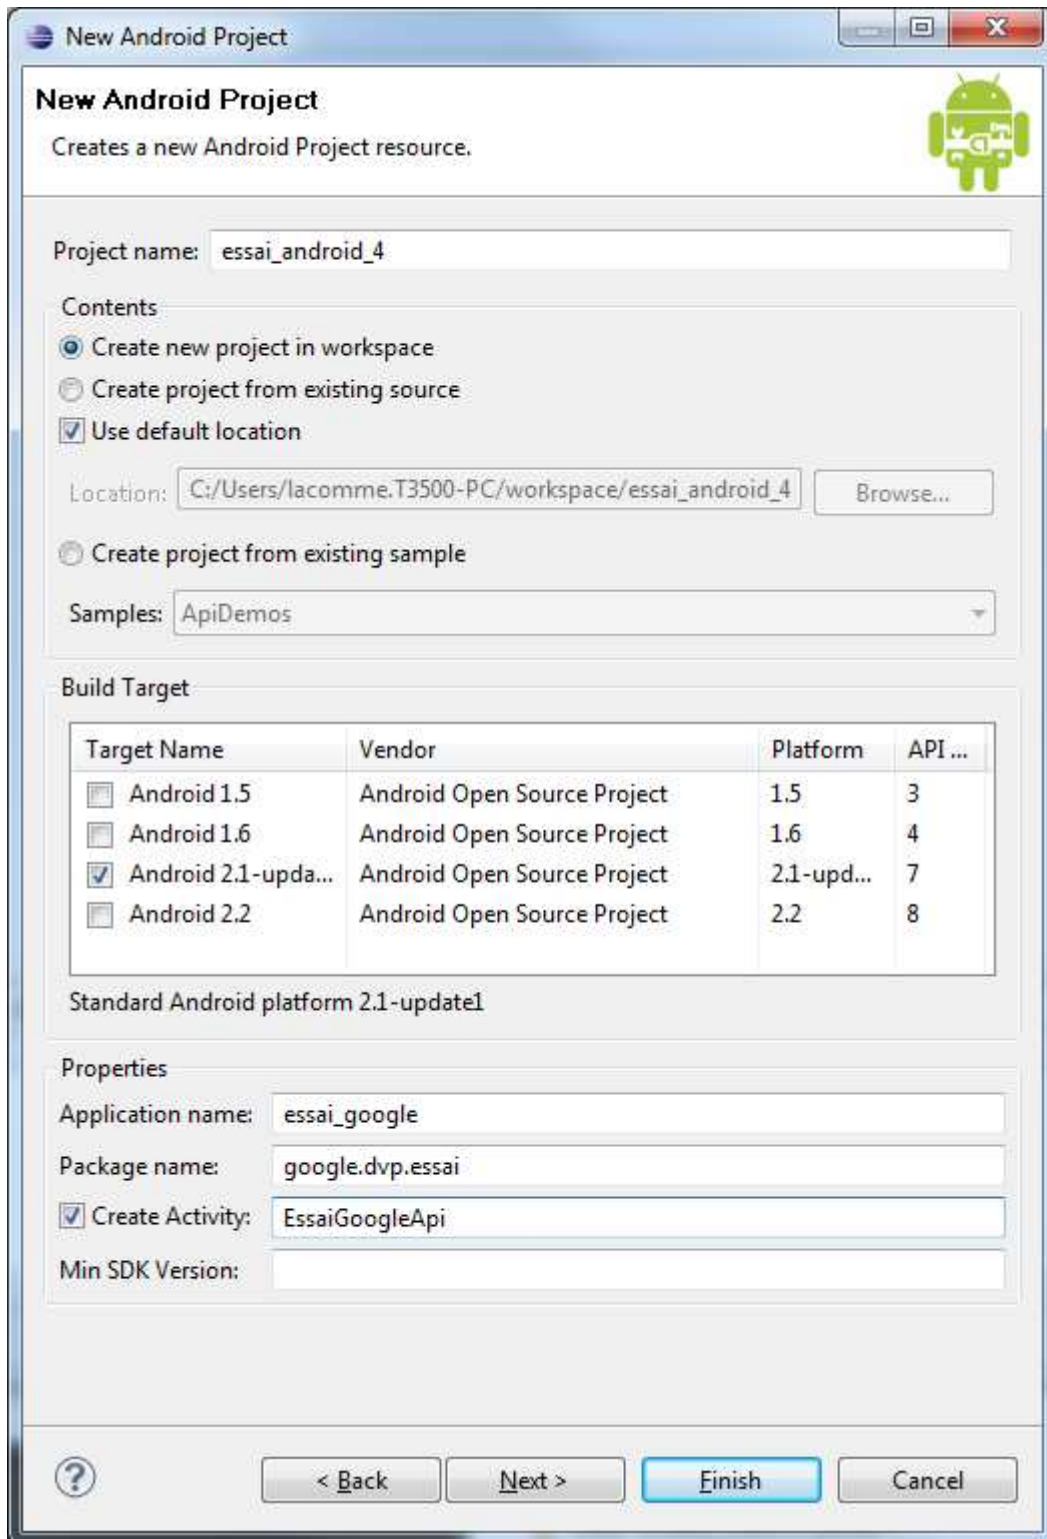 New Android Project
New Android Project
Creates a new Android Project resource.
Project name: essai_android_4
Contents
Create new project in workspace
Create project from existing source
Use default location
Location: C:/Users/lacomme.T3500-PC/workspace/essai_android_4 Browse...
Create project from existing sample
Samples: ApiDemos
Build Target
Target Name Vendor Platform API ...
Android 1.5 Android Open Source Project 1.5 3
Android 1.6 Android Open Source Project 1.6 4
Android 2.1-upda... Android Open Source Project 2.1-upd... 7
Android 2.2 Android Open Source Project 2.2 8
Standard Android platform 2.1-update1
Properties
Application name: essai_google
Package name: google.dvp.essai
Create Activity: EssaiGoogleApi
Min SDK Version:
? < Back Next > Finish Cancel